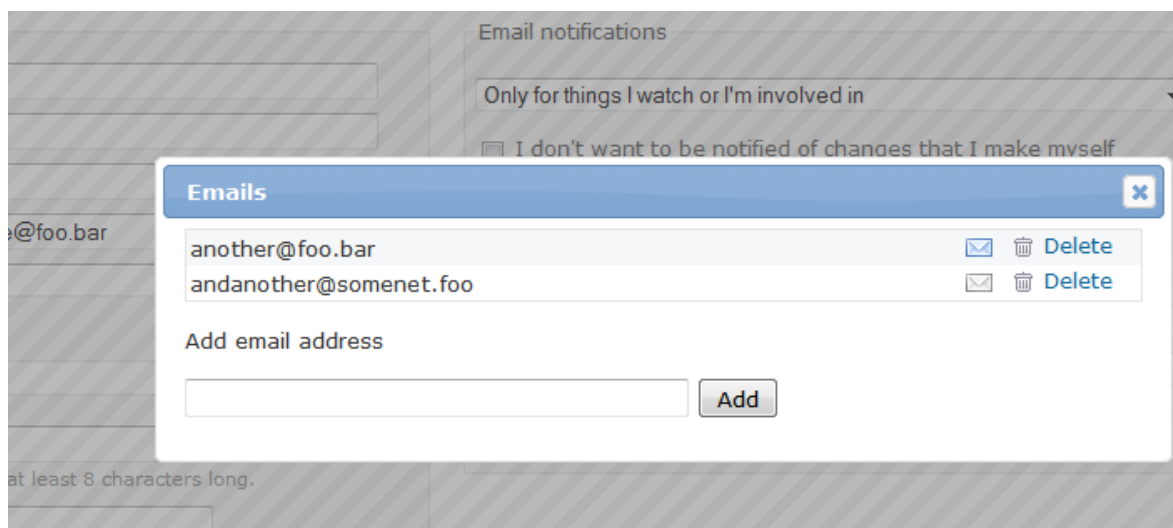 Email notifications
Only for things I watch or I'm involved in
I don't want to be notified of changes that I make myself
Emails
@foo.bar
another@foo.bar Delete
andanother@somenet.foo Delete
Add email address
Add
at least 8 characters long.